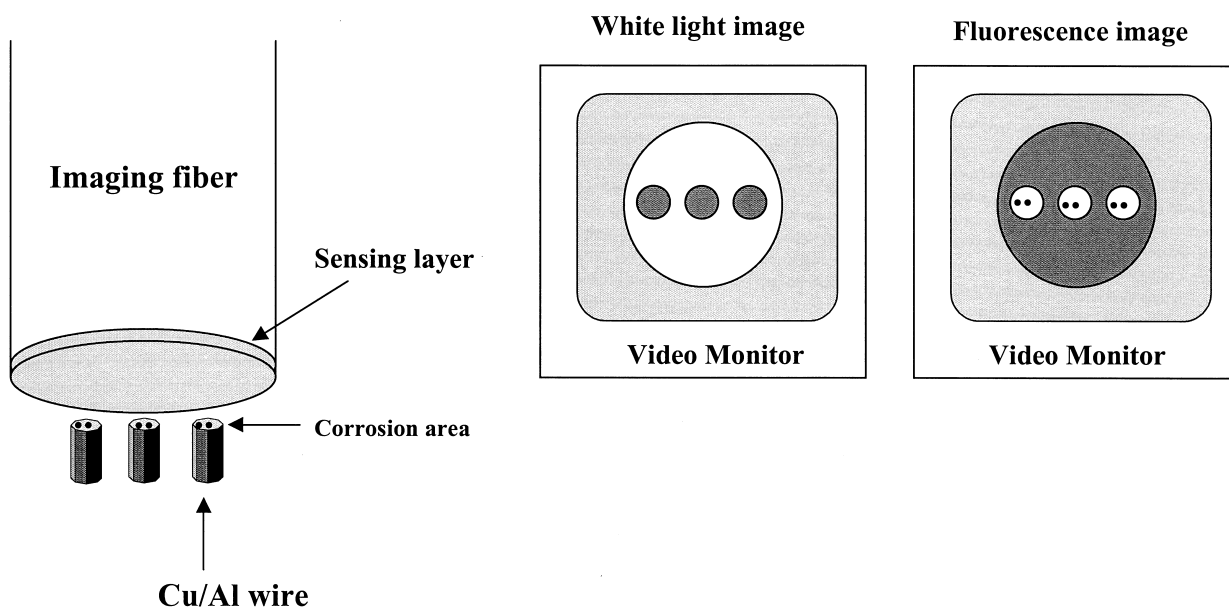 Imaging fiber
Sensing layer
Corrosion area
Cu/Al wire
White light image
Video Monitor
Fluorescence image
Video Monitor